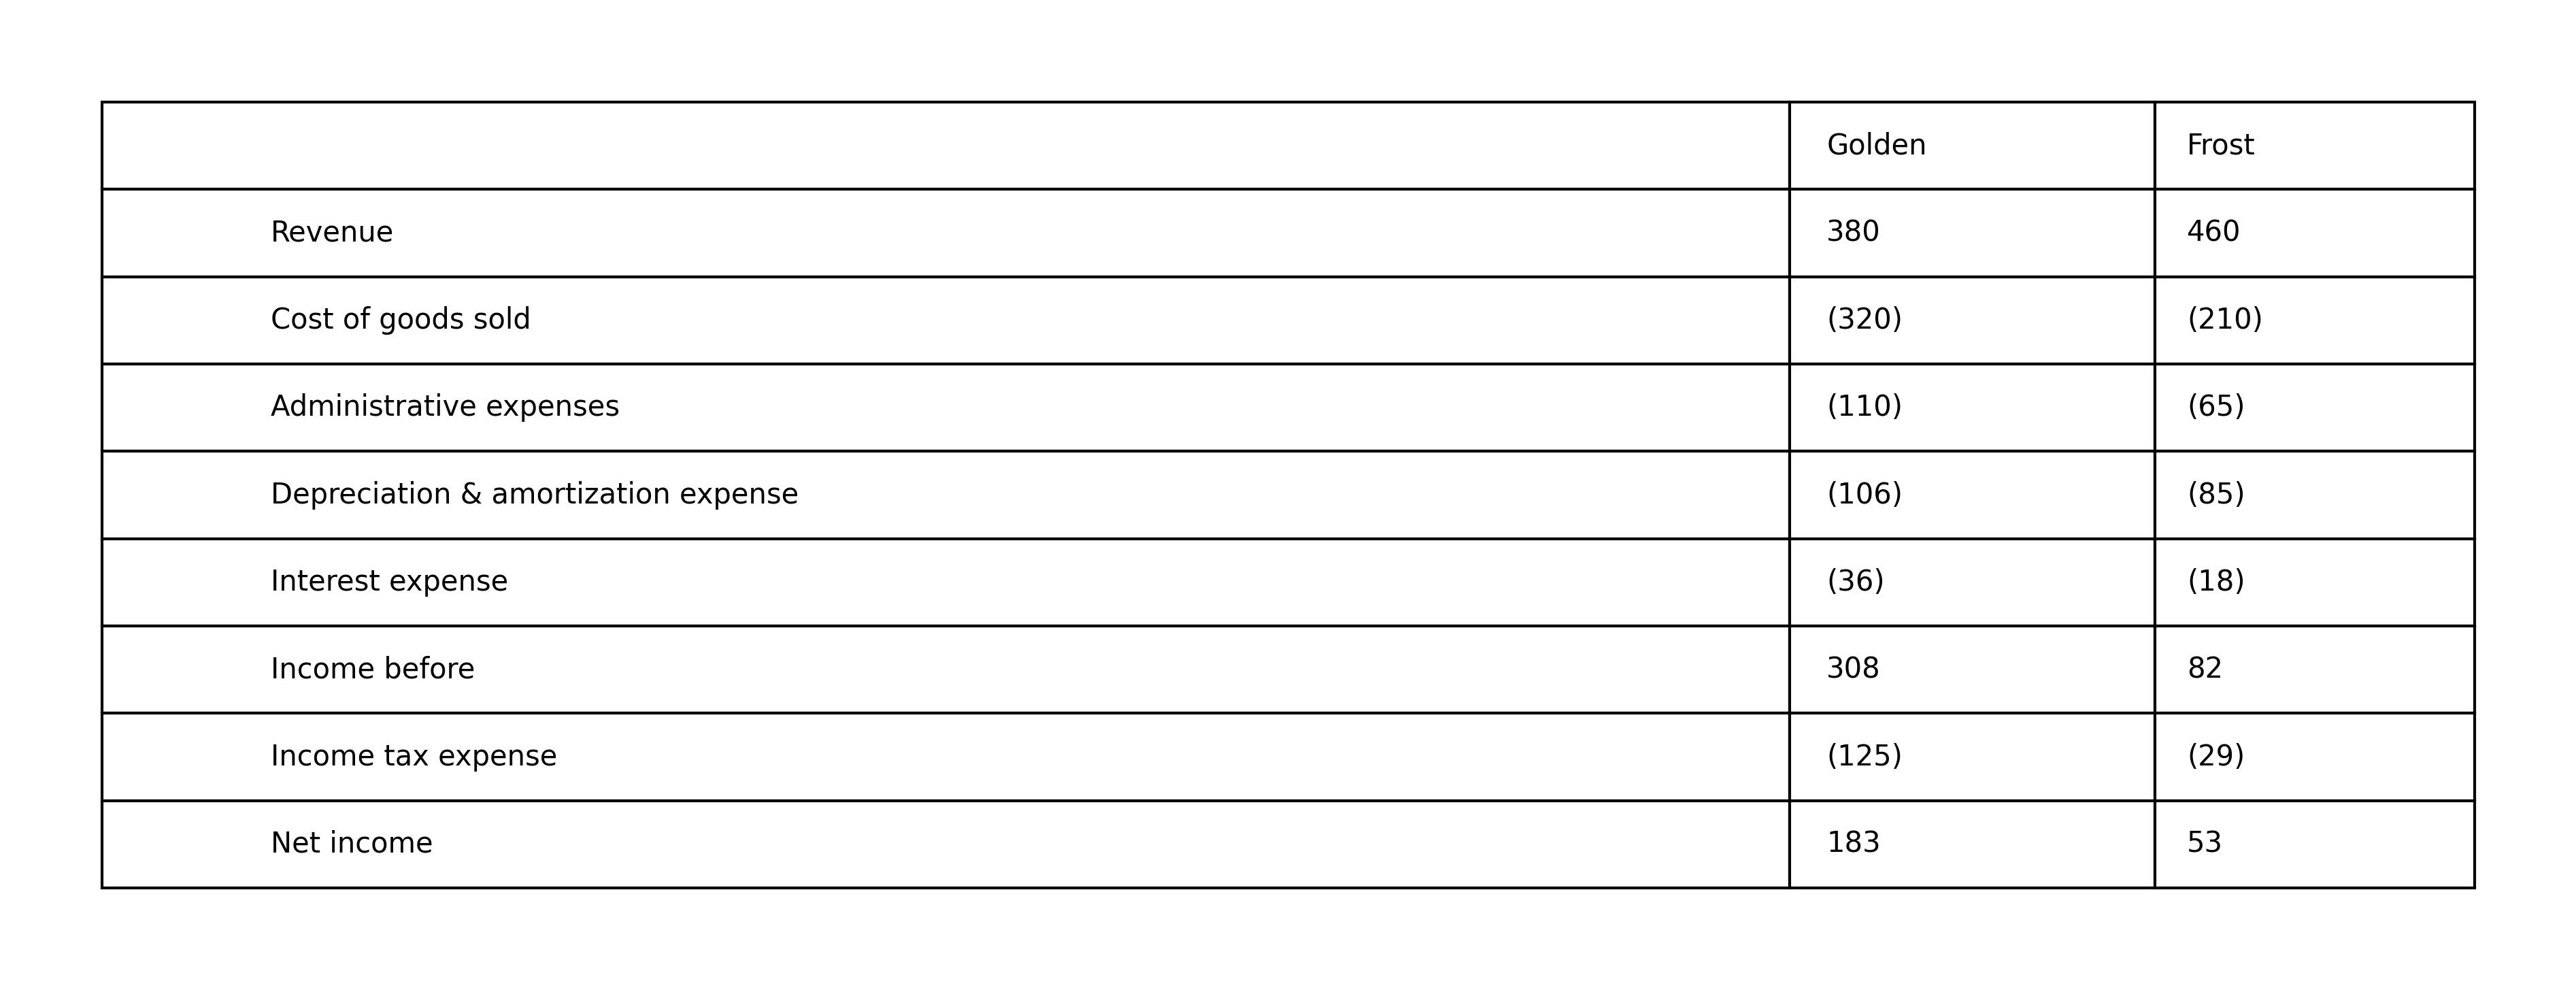 Golden Frost
Revenue 380 460
Cost of goods sold (320) (210)
Administrative expenses (110) (65)
Depreciation & amortization expense (106) (85)
Interest expense (36) (18)
Income before 308 82
Income tax expense (125) (29)
Net income 183 53